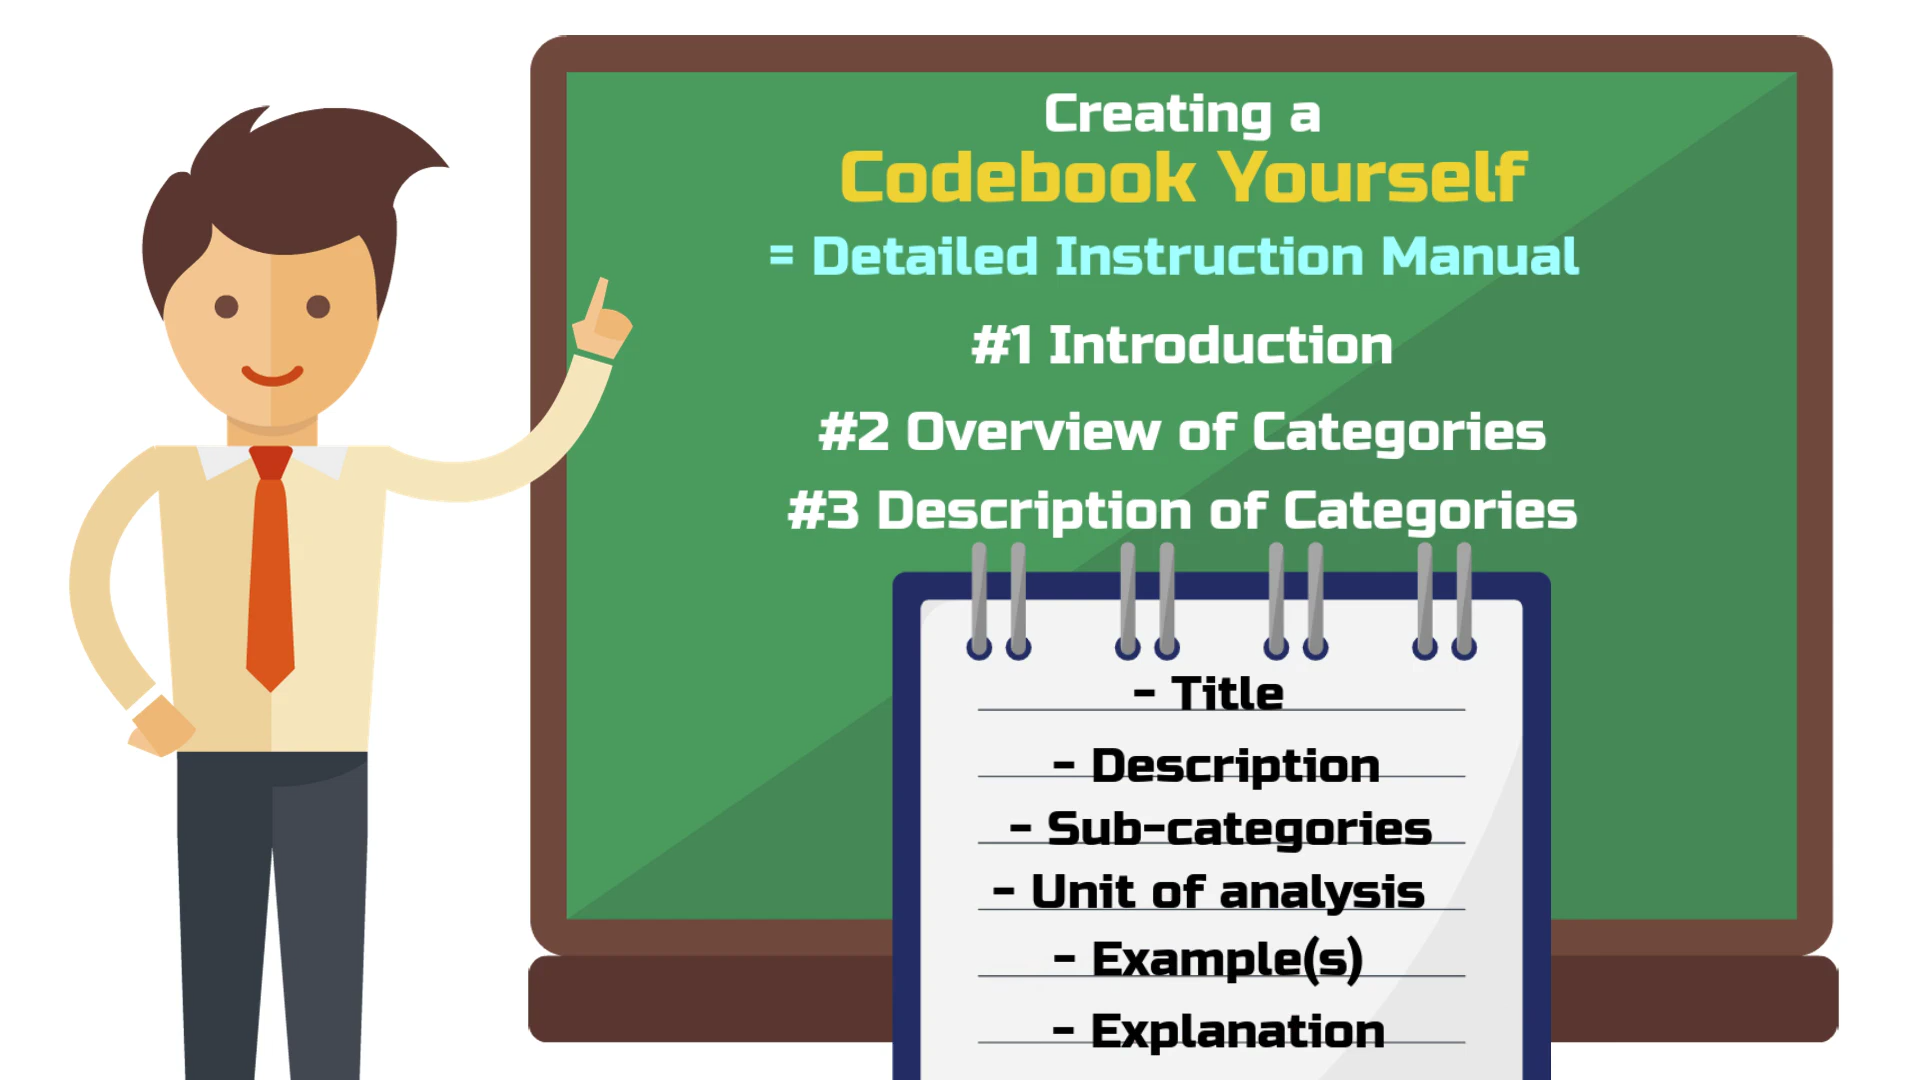 Creating a
Codebook Yourself
= Detailed Instruction Manual
#1 Introduction
#2 Overview of Categories
#3 Description of Categories
- Title
- Description
- Sub-categories
- Unit of analysis
- Example(s)
- Explanation